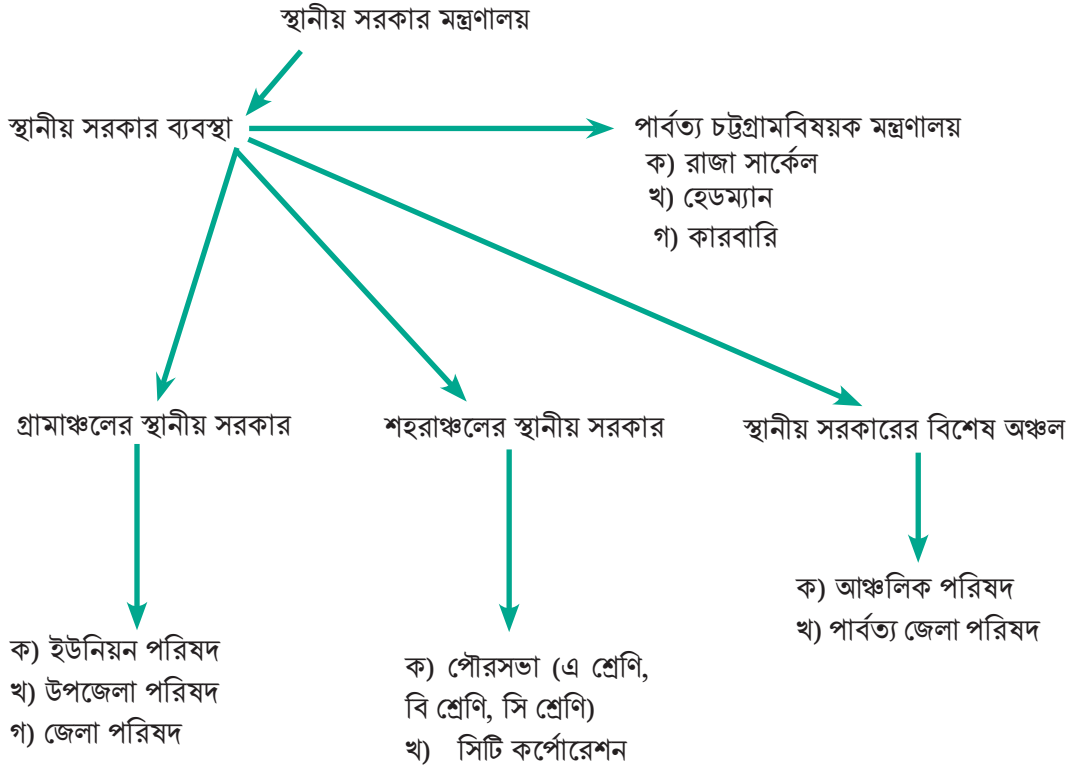 স্থানীয় সরকার মন্ত্রণালয়
স্থানীয় সরকার ব্যবস্থা
পার্বত্য চট্টগ্রামবিষয়ক মন্ত্রণালয়
ক) রাজা সার্কেল
খ) হেডম্যান
গ) কারবারি
গ্রামাঞ্চলের স্থানীয় সরকার
শহরাঞ্চলের স্থানীয় সরকার
স্থানীয় সরকারের বিশেষ অঞ্চল
ক) ইউনিয়ন পরিষদ
খ) উপজেলা পরিষদ
গ) জেলা পরিষদ
ক) পৌরসভা (এ শ্রেণি,
বি শ্রেণি, সি শ্রেণি)
খ) সিটি কর্পোরেশন
ক) আঞ্চলিক পরিষদ
খ) পার্বত্য জেলা পরিষদ